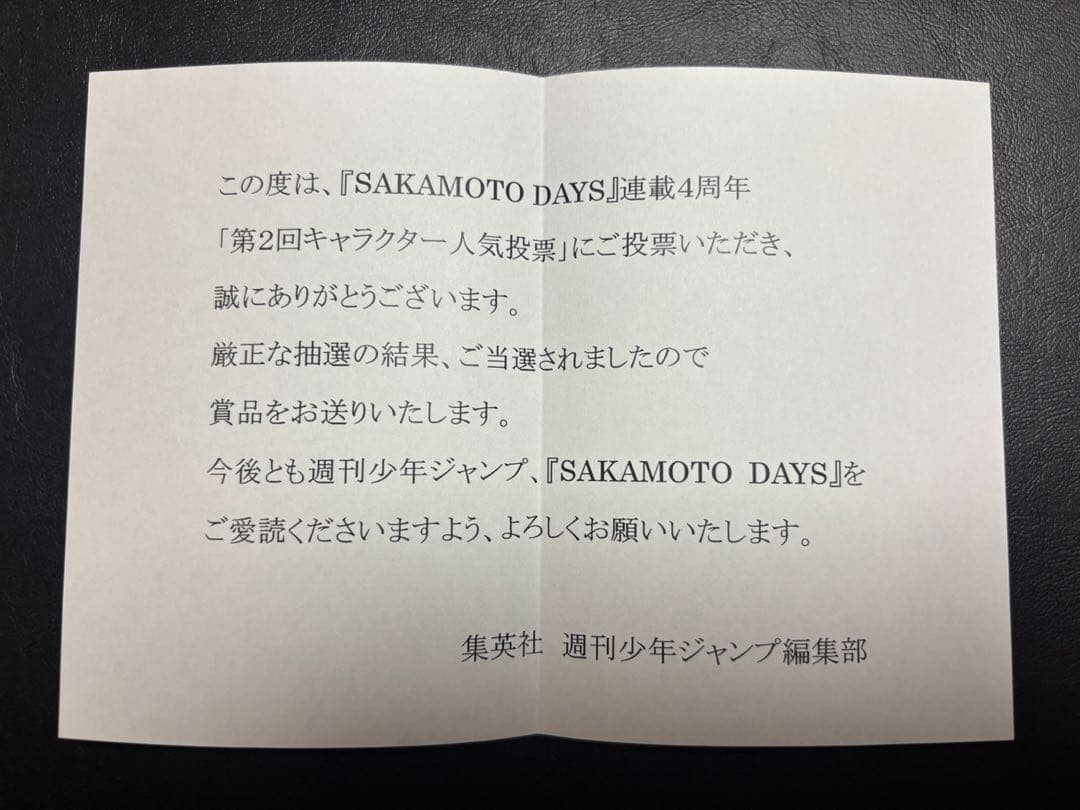 この度は、『SAKAMOTO DAYS』連載4周年
「第2回キャラクター人気投票」にご投票いただき、
誠にありがとうございます。
厳正な抽選の結果、ご当選されましたので
賞品をお送りいたします。
今後とも週刊少年ジャンプ、『SAKAMOTO DAYS』を
ご愛読くださいますよう、よろしくお願いいたします。
集英社 週刊少年ジャンプ編集部